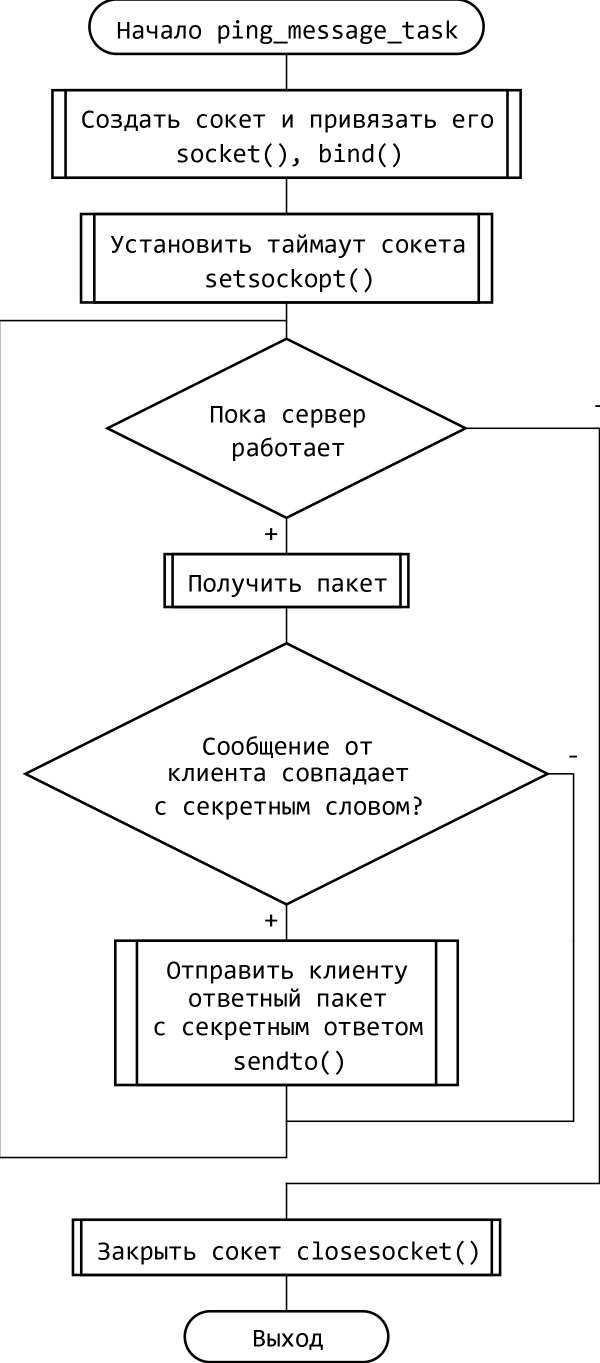 Начало ping_message_task
Создать сокет и привязать его
socket(), bind()
Установить таймаут сокета
setsockopt()
Пока сервер
работает
-
+
Получить пакет
Сообщение от
клиента совпадает
с секретным словом?
-
+
Отправить клиенту
ответный пакет
с секретным ответом
sendto()
Закрыть сокет closesocket()
Выход